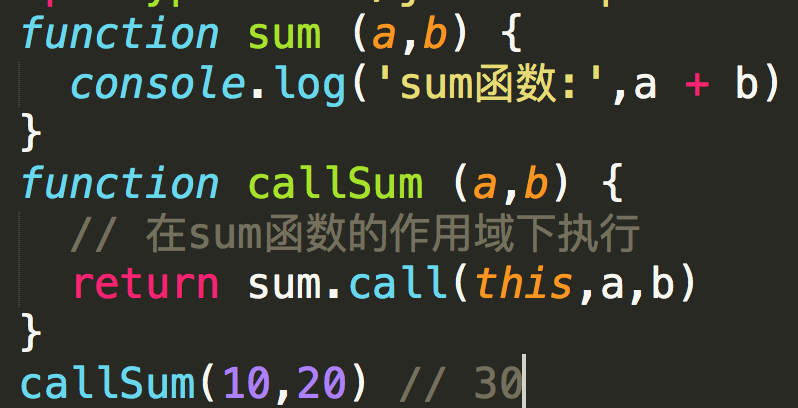 function sum (a,b) {
  console.log('sum函数:',a + b)
}
function callSum (a,b) {
  // 在sum函数的作用域下执行
  return sum.call(this,a,b)
}
callSum(10,20) // 30